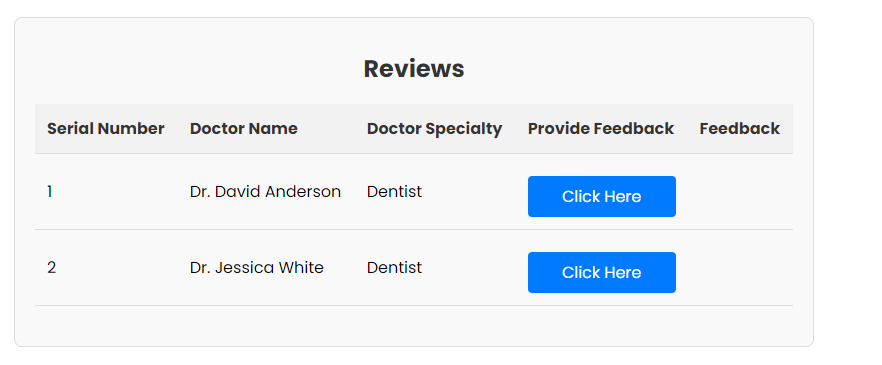 Reviews
Serial Number Doctor Name Doctor Specialty Provide Feedback Feedback
1 Dr. David Anderson Dentist Click Here
2 Dr. Jessica White Dentist Click Here